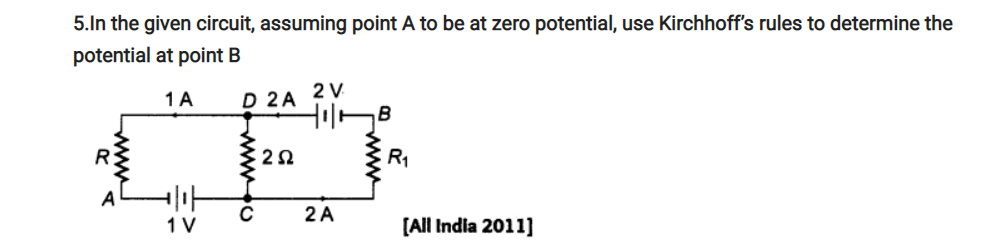 5.In the given circuit, assuming point A to be at zero potential, use Kirchhoff's rules to determine the
potential at point B
1 A D 2 A 2 V
B
R 2 Ω R₁
A
1 V C 2 A
[All India 2011]